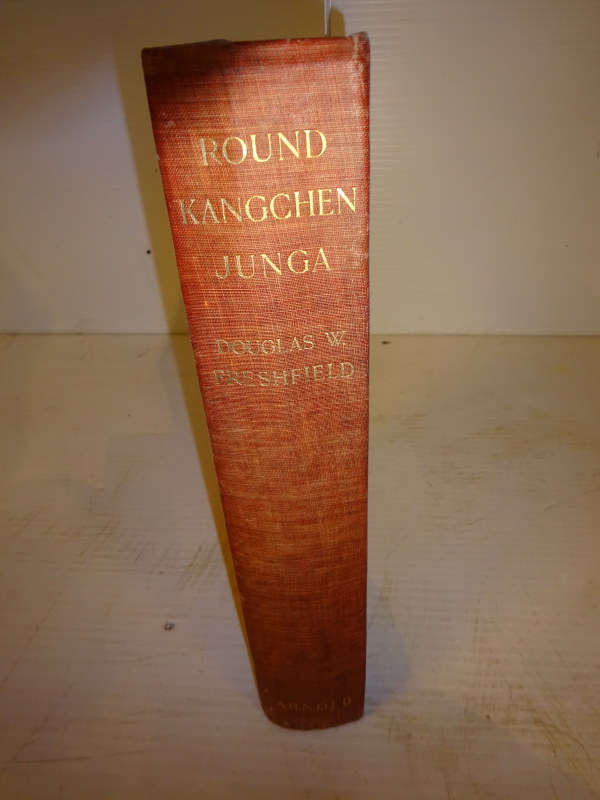 ROUND
KANGCHEN
JUNGA
DOUGLAS W.
FRESHFIELD
ARNOLD